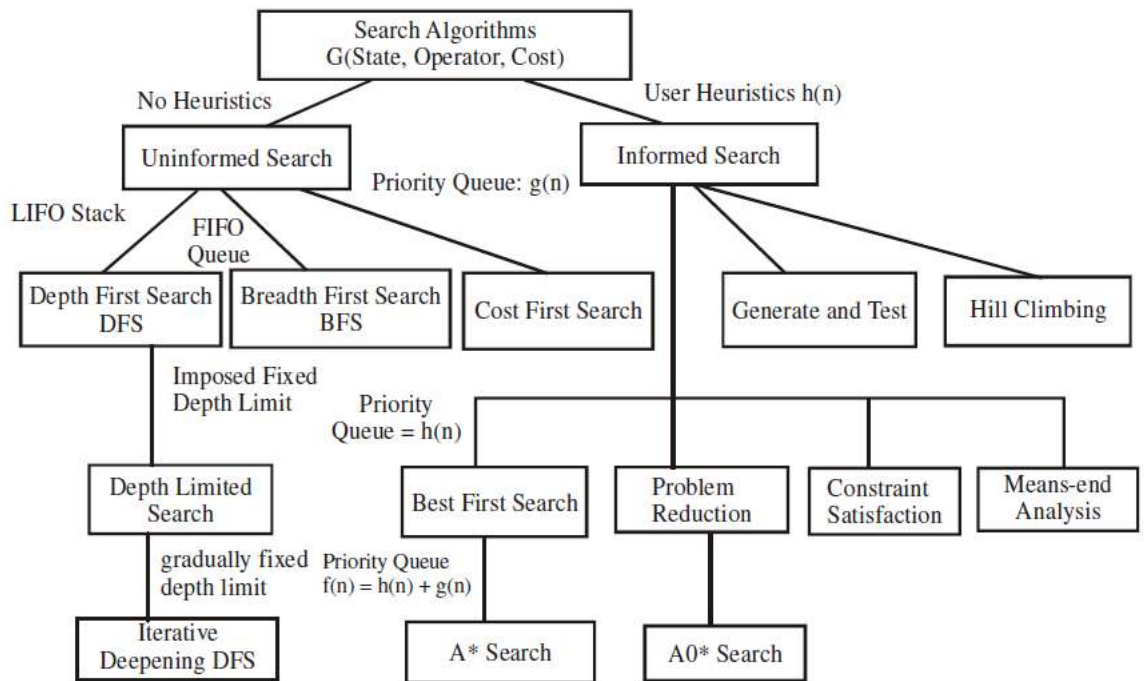 Search Algorithms
G(State, Operator, Cost)
No Heuristics
User Heuristics h(n)
Uninformed Search
Informed Search
Priority Queue: g(n)
LIFO Stack
FIFO
Queue
Depth First Search
DFS
Breadth First Search
BFS
Cost First Search
Generate and Test
Hill Climbing
Imposed Fixed
Depth Limit
Priority
Queue = h(n)
Depth Limited
Search
Best First Search
Problem
Reduction
Constraint
Satisfaction
Means-end
Analysis
gradually fixed
depth limit
Priority Queue
f(n) = h(n) + g(n)
Iterative
Deepening DFS
A* Search
A0* Search